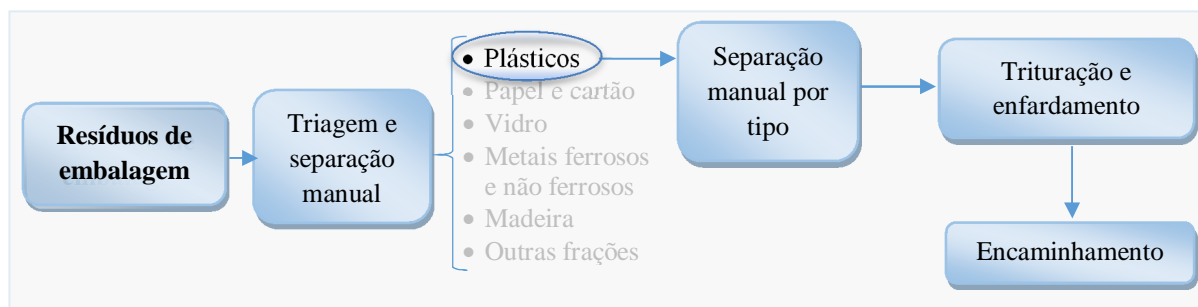 Resíduos de
embalagem
Triagem e
separação
manual
• Plásticos
• Papel e cartão
• Vidro
• Metais ferrosos
e não ferrosos
• Madeira
• Outras frações
Separação
manual por
tipo
Trituração e
enfardamento
Encaminhamento